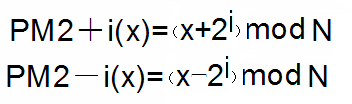 PM2+i(x)=(x+2^i) mod N
PM2-i(x)=(x-2^i) mod N